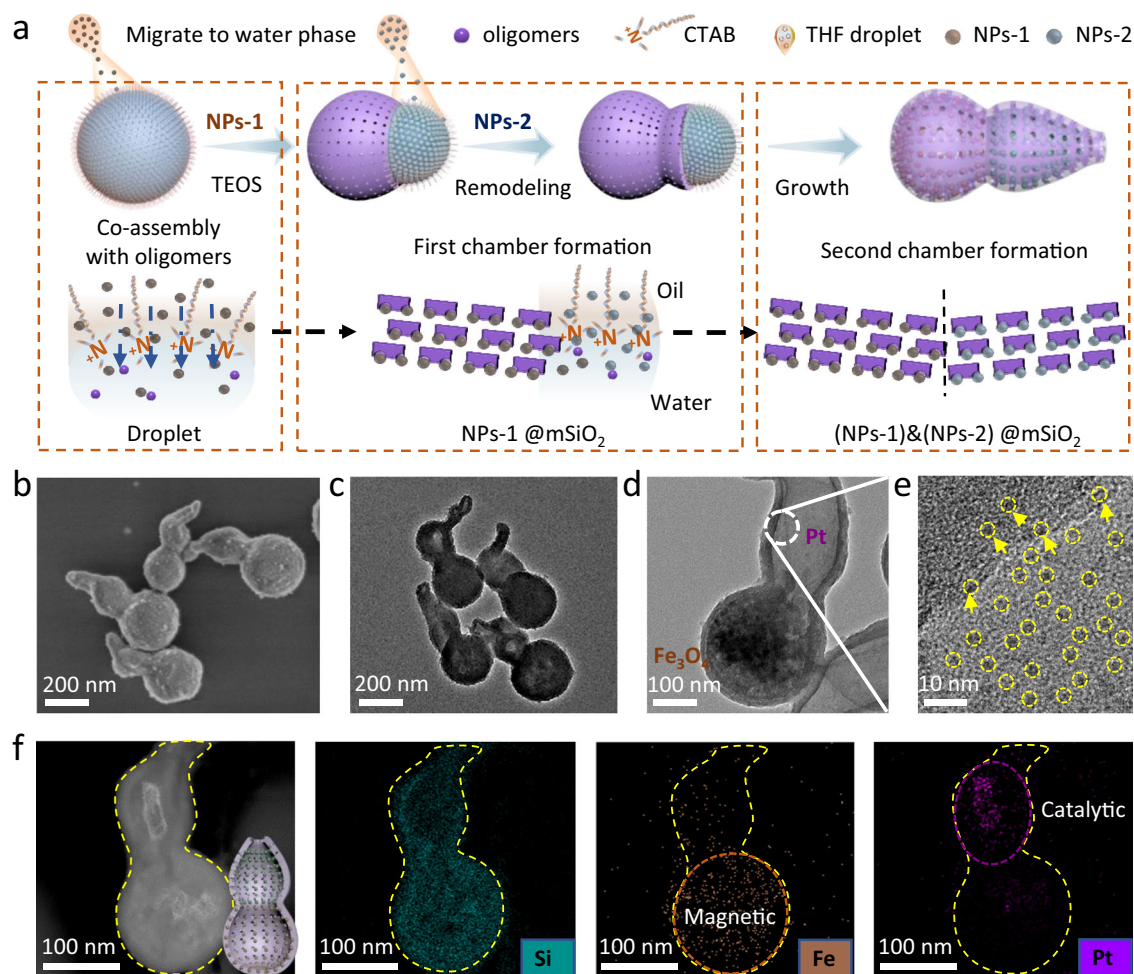 a
Migrate to water phase
oligomers
CTAB
THF droplet
NPs-1
NPs-2
+N
NPs-1
TEOS
NPs-2
Remodeling
Growth
Co-assembly
with oligomers
First chamber formation
Second chamber formation
Oil
+N +N +N N+
+N +N
Water
Droplet
NPs-1 @mSiO2
(NPs-1)&(NPs-2) @mSiO2
b
200 nm
c
200 nm
d
Pt
Fe3O4
100 nm
e
10 nm
f
100 nm
100 nm
Si
Magnetic
100 nm
Fe
Catalytic
100 nm
Pt